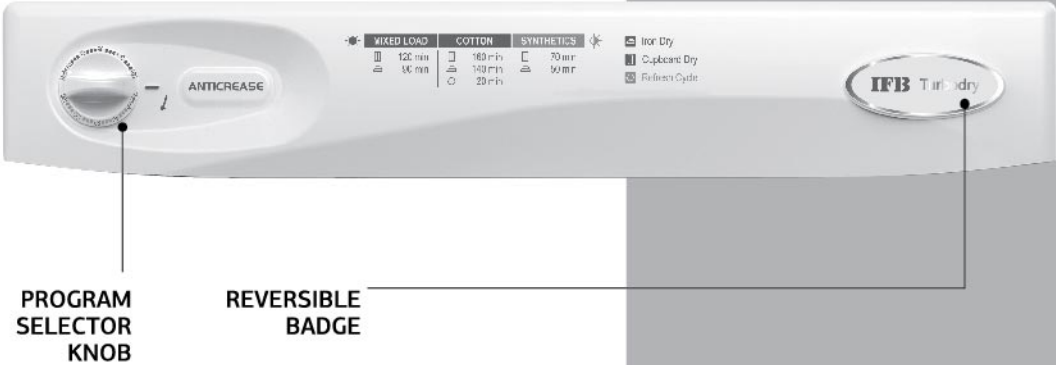 MIXED LOAD COTTON SYNTHETICS
120 min 160 min 70 min
90 min 140 min 50 min
20 min
Iron Dry
Cupboard Dry
Refresh Cycle
ANTICREASE
IFB Turbodry
PROGRAM
SELECTOR
KNOB
REVERSIBLE
BADGE